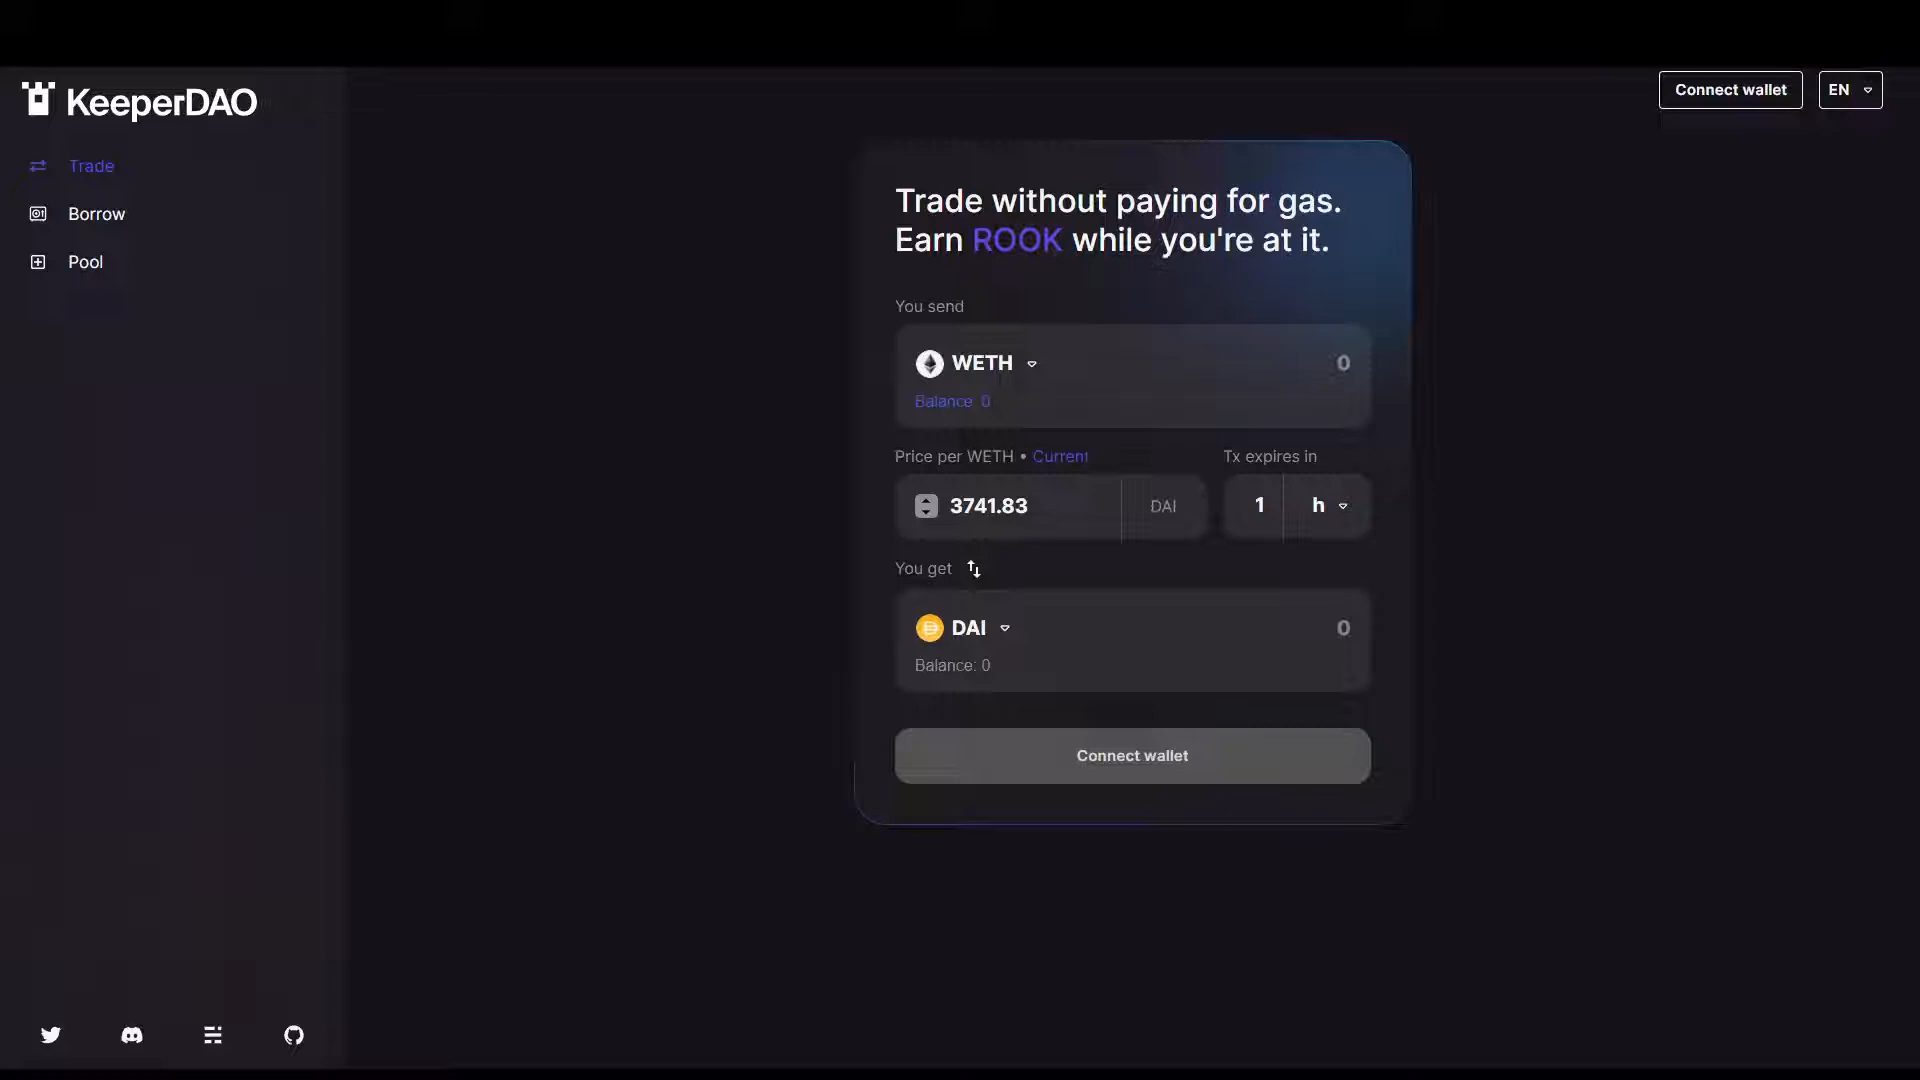 KeeperDAO
Connect wallet
EN
Trade
Borrow
Pool
Trade without paying for gas.
Earn ROOK while you're at it.
You send
WETH
0
Balance 0
Price per WETH • Current
Tx expires in
3741.83
DAI
1
h
You get
DAI
0
Balance: 0
Connect wallet